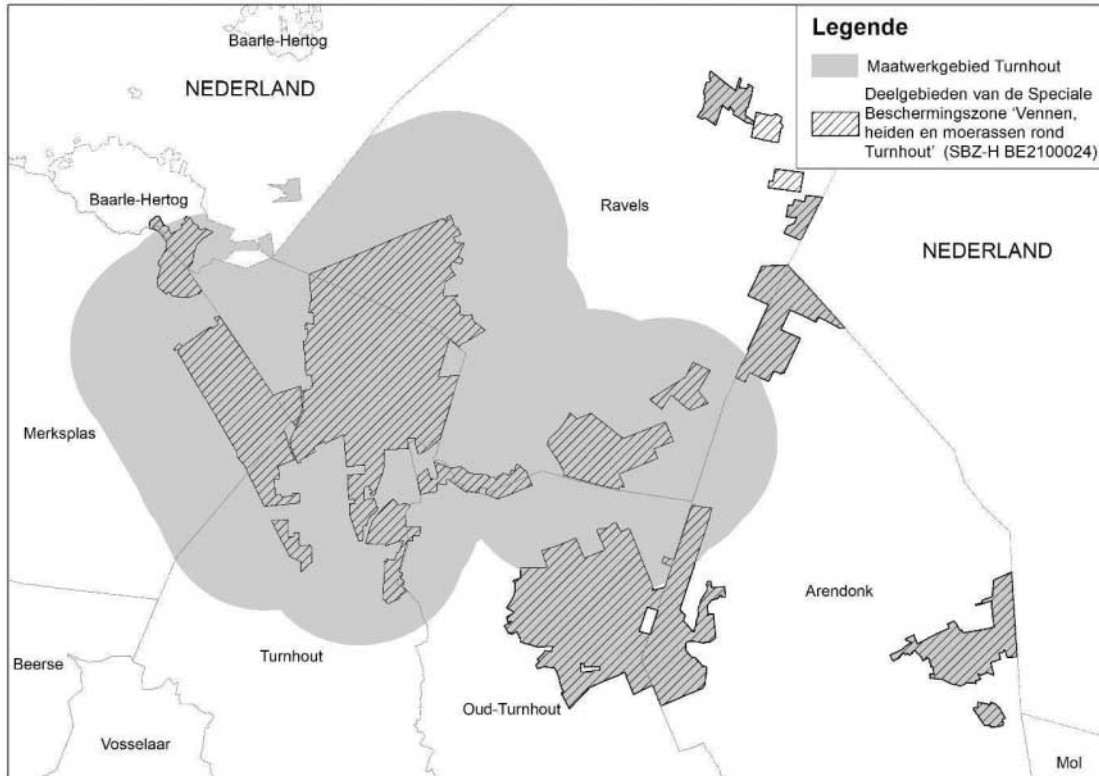 Baarle-Hertog
NEDERLAND
Legende
Maatwerkgebied Turnhout
Deelgebieden van de Speciale
Beschermingszone 'Vennen,
heiden en moerassen rond
Turnhout' (SBZ-H BE2100024)
Baarle-Hertog
Ravels
NEDERLAND
Merksplas
Arendonk
Turnhout
Beerse
Oud-Turnhout
Vosselaar
Mol